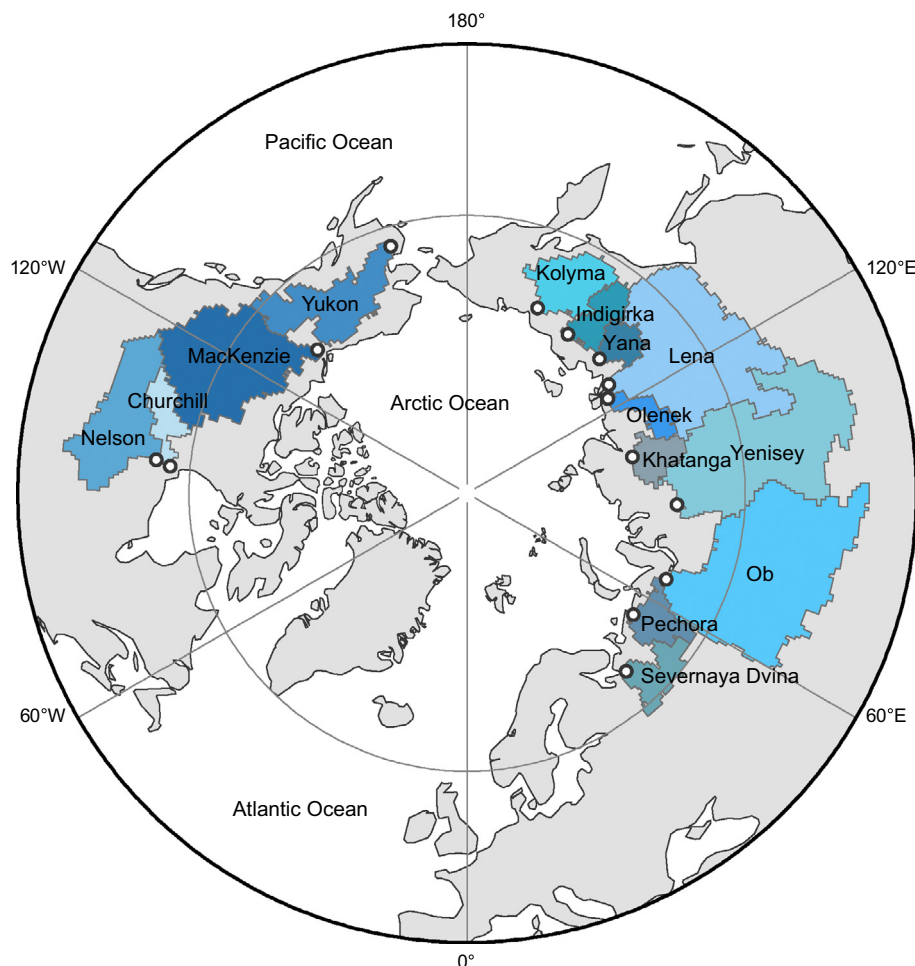 180°
Pacific Ocean
120°W
120°E
Kolyma
Yukon
Indigirka
Yana
MacKenzie
Lena
Churchill
Arctic Ocean
Olenek
Nelson
Khatanga
Yenisey
Ob
Pechora
Severnaya Dvina
60°W
60°E
Atlantic Ocean
0°